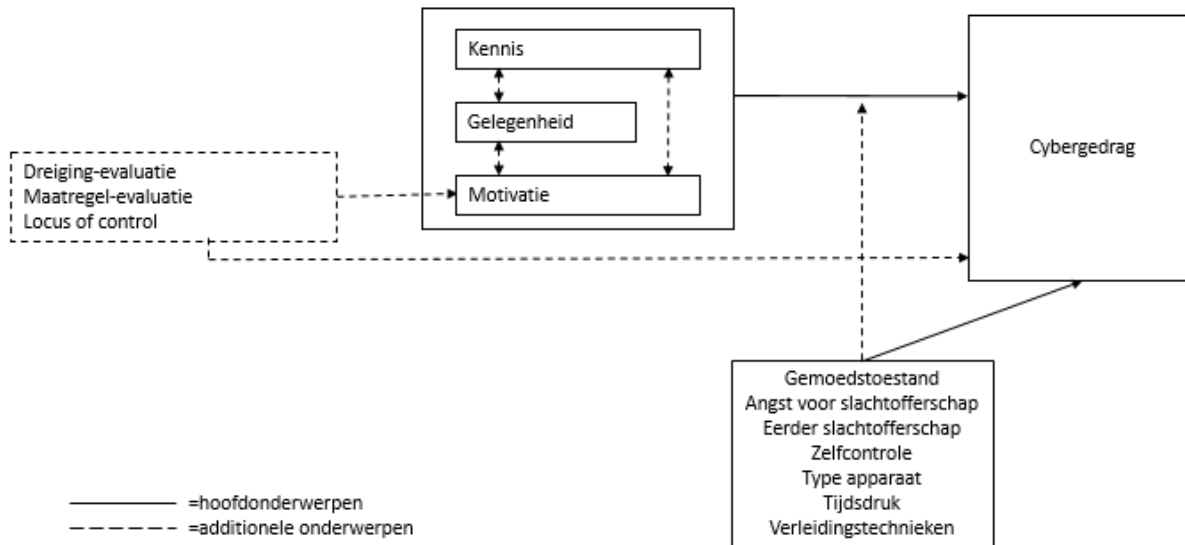 Kennis
Gelegenheid
Motivatie
Dreiging-evaluatie
Maatregel-evaluatie
Locus of control
Cybergedrag
Gemoedstoestand
Angst voor slachtofferschap
Eerder slachtofferschap
Zelfcontrole
Type apparaat
Tijdsdruk
Verleidingstechnieken
=hoofdonderwerpen
=additionele onderwerpen